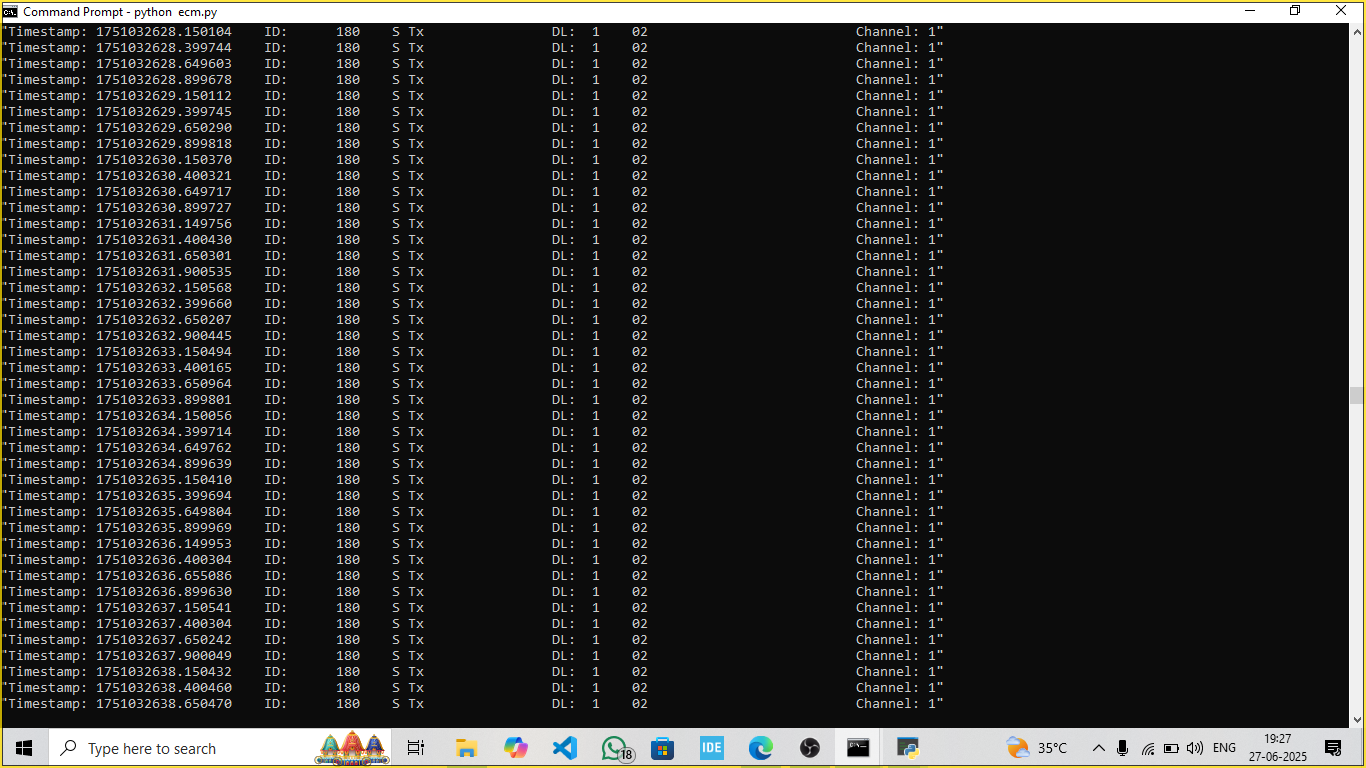 Command Prompt - python ecm.py
"Timestamp: 1751032628.150104    ID:      180    S Tx                DL:  1    02                          Channel: 1"
"Timestamp: 1751032628.399744    ID:      180    S Tx                DL:  1    02                          Channel: 1"
"Timestamp: 1751032628.649603    ID:      180    S Tx                DL:  1    02                          Channel: 1"
"Timestamp: 1751032628.899678    ID:      180    S Tx                DL:  1    02                          Channel: 1"
"Timestamp: 1751032629.150112    ID:      180    S Tx                DL:  1    02                          Channel: 1"
"Timestamp: 1751032629.399745    ID:      180    S Tx                DL:  1    02                          Channel: 1"
"Timestamp: 1751032629.650290    ID:      180    S Tx                DL:  1    02                          Channel: 1"
"Timestamp: 1751032629.899818    ID:      180    S Tx                DL:  1    02                          Channel: 1"
"Timestamp: 1751032630.150370    ID:      180    S Tx                DL:  1    02                          Channel: 1"
"Timestamp: 1751032630.400321    ID:      180    S Tx                DL:  1    02                          Channel: 1"
"Timestamp: 1751032630.649717    ID:      180    S Tx                DL:  1    02                          Channel: 1"
"Timestamp: 1751032630.899727    ID:      180    S Tx                DL:  1    02                          Channel: 1"
"Timestamp: 1751032631.149756    ID:      180    S Tx                DL:  1    02                          Channel: 1"
"Timestamp: 1751032631.400430    ID:      180    S Tx                DL:  1    02                          Channel: 1"
"Timestamp: 1751032631.650301    ID:      180    S Tx                DL:  1    02                          Channel: 1"
"Timestamp: 1751032631.900535    ID:      180    S Tx                DL:  1    02                          Channel: 1"
"Timestamp: 1751032632.150568    ID:      180    S Tx                DL:  1    02                          Channel: 1"
"Timestamp: 1751032632.399660    ID:      180    S Tx                DL:  1    02                          Channel: 1"
"Timestamp: 1751032632.650207    ID:      180    S Tx                DL:  1    02                          Channel: 1"
"Timestamp: 1751032632.900445    ID:      180    S Tx                DL:  1    02                          Channel: 1"
"Timestamp: 1751032633.150494    ID:      180    S Tx                DL:  1    02                          Channel: 1"
"Timestamp: 1751032633.400165    ID:      180    S Tx                DL:  1    02                          Channel: 1"
"Timestamp: 1751032633.650964    ID:      180    S Tx                DL:  1    02                          Channel: 1"
"Timestamp: 1751032633.899801    ID:      180    S Tx                DL:  1    02                          Channel: 1"
"Timestamp: 1751032634.150056    ID:      180    S Tx                DL:  1    02                          Channel: 1"
"Timestamp: 1751032634.399714    ID:      180    S Tx                DL:  1    02                          Channel: 1"
"Timestamp: 1751032634.649762    ID:      180    S Tx                DL:  1    02                          Channel: 1"
"Timestamp: 1751032634.899639    ID:      180    S Tx                DL:  1    02                          Channel: 1"
"Timestamp: 1751032635.150410    ID:      180    S Tx                DL:  1    02                          Channel: 1"
"Timestamp: 1751032635.399694    ID:      180    S Tx                DL:  1    02                          Channel: 1"
"Timestamp: 1751032635.649804    ID:      180    S Tx                DL:  1    02                          Channel: 1"
"Timestamp: 1751032635.899969    ID:      180    S Tx                DL:  1    02                          Channel: 1"
"Timestamp: 1751032636.149953    ID:      180    S Tx                DL:  1    02                          Channel: 1"
"Timestamp: 1751032636.400304    ID:      180    S Tx                DL:  1    02                          Channel: 1"
"Timestamp: 1751032636.655086    ID:      180    S Tx                DL:  1    02                          Channel: 1"
"Timestamp: 1751032636.899630    ID:      180    S Tx                DL:  1    02                          Channel: 1"
"Timestamp: 1751032637.150541    ID:      180    S Tx                DL:  1    02                          Channel: 1"
"Timestamp: 1751032637.400304    ID:      180    S Tx                DL:  1    02                          Channel: 1"
"Timestamp: 1751032637.650242    ID:      180    S Tx                DL:  1    02                          Channel: 1"
"Timestamp: 1751032637.900049    ID:      180    S Tx                DL:  1    02                          Channel: 1"
"Timestamp: 1751032638.150432    ID:      180    S Tx                DL:  1    02                          Channel: 1"
"Timestamp: 1751032638.400460    ID:      180    S Tx                DL:  1    02                          Channel: 1"
"Timestamp: 1751032638.650470    ID:      180    S Tx                DL:  1    02                          Channel: 1"
Type here to search
18
IDE
35°C
ENG
19:27
27-06-2025